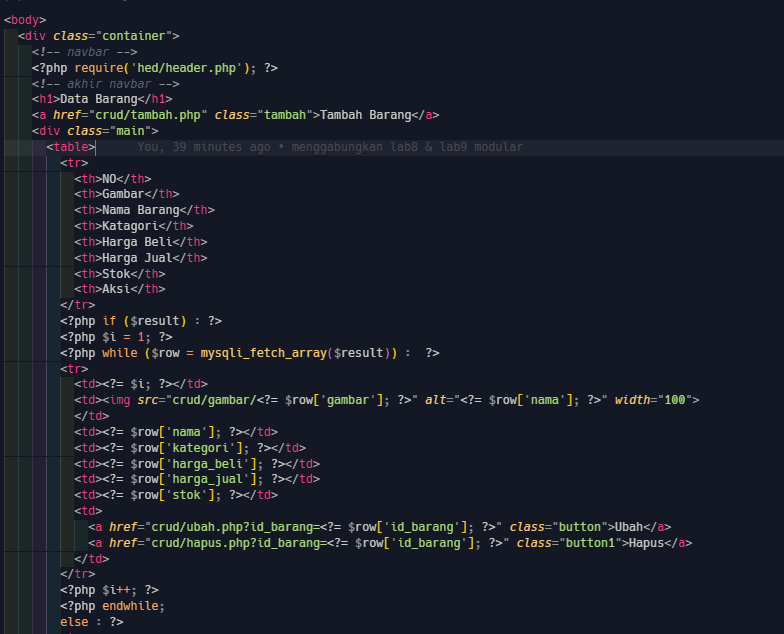 <body>
<div class="container">
<!-- navbar -->
<?php require('hed/header.php'); ?>
<!-- akhir navbar -->
<h1>Data Barang</h1>
<a href="crud/tambah.php" class="tambah">Tambah Barang</a>
<div class="main">
<table> You, 39 minutes ago • menggabungkan lab8 & lab9 modular
<tr>
<th>NO</th>
<th>Gambar</th>
<th>Nama Barang</th>
<th>Katagori</th>
<th>Harga Beli</th>
<th>Harga Jual</th>
<th>Stok</th>
<th>Aksi</th>
</tr>
<?php if ($result) : ?>
<?php $i = 1; ?>
<?php while ($row = mysqli_fetch_array($result)) :  ?>
<tr>
<td><?= $i; ?></td>
<td><img src="crud/gambar/<?= $row['gambar']; ?>" alt="<?= $row['nama']; ?>" width="100">
</td>
<td><?= $row['nama']; ?></td>
<td><?= $row['kategori']; ?></td>
<td><?= $row['harga_beli']; ?></td>
<td><?= $row['harga_jual']; ?></td>
<td><?= $row['stok']; ?></td>
<td>
<a href="crud/ubah.php?id_barang=<?= $row['id_barang']; ?>" class="button">Ubah</a>
<a href="crud/hapus.php?id_barang=<?= $row['id_barang']; ?>" class="button1">Hapus</a>
</td>
</tr>
<?php $i++; ?>
<?php endwhile;
else : ?>